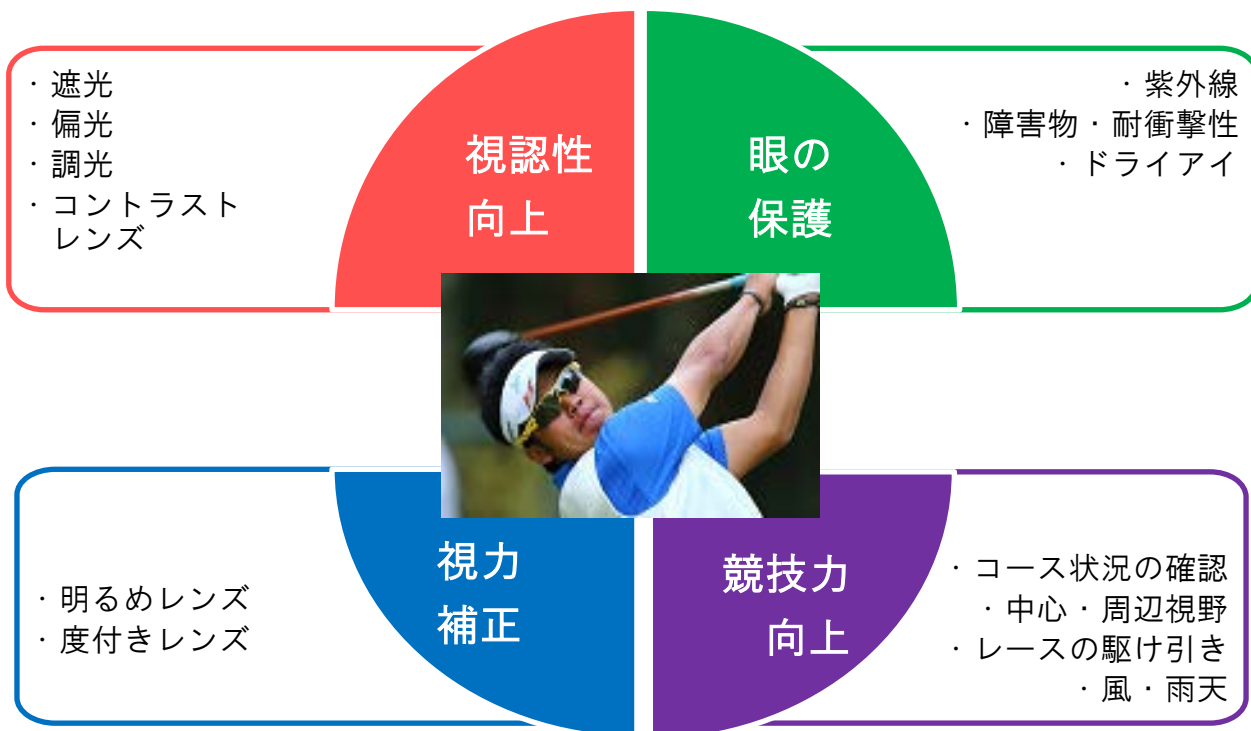 ・遮光
・偏光
・調光
・コントラスト
レンズ
視認性
向上
眼の
保護
・紫外線
・障害物・耐衝撃性
・ドライアイ
・明るめレンズ
・度付きレンズ
視力
補正
競技力
向上
・コース状況の確認
・中心・周辺視野
・レースの駆け引き
・風・雨天